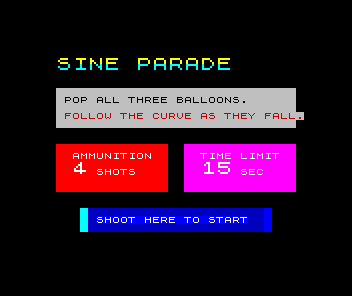 SINE PARADE
POP ALL THREE BALLOONS.
FOLLOW THE CURVE AS THEY FALL.
AMMUNITION
4 SHOTS
TIME LIMIT
15 SEC
SHOOT HERE TO START